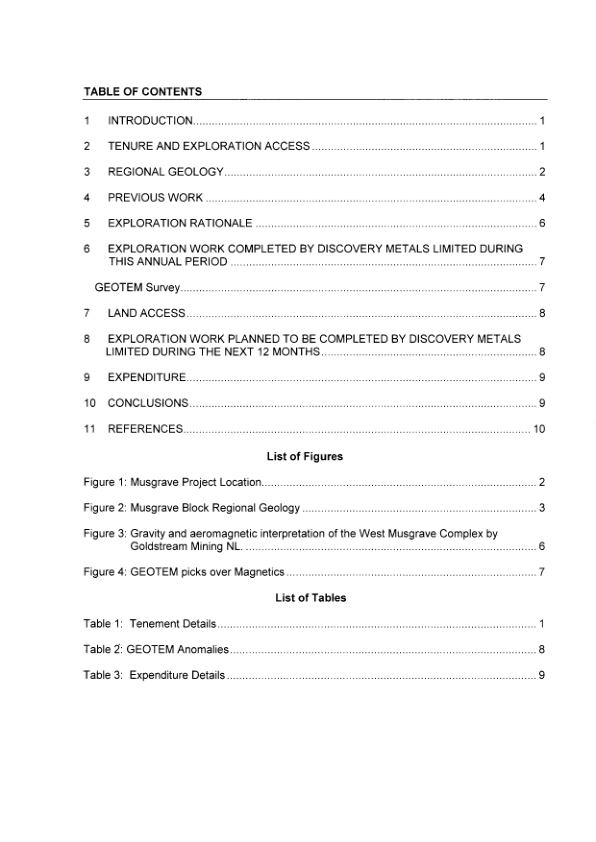 TABLE OF CONTENTS
1 INTRODUCTION 1
2 TENURE AND EXPLORATION ACCESS 1
3 REGIONAL GEOLOGY 2
4 PREVIOUS WORK 4
5 EXPLORATION RATIONALE 6
6 EXPLORATION WORK COMPLETED BY DISCOVERY METALS LIMITED DURING
THIS ANNUAL PERIOD 7
GEOTEM Survey 7
7 LAND ACCESS 8
8 EXPLORATION WORK PLANNED TO BE COMPLETED BY DISCOVERY METALS
LIMITED DURING THE NEXT 12 MONTHS 8
9 EXPENDITURE 9
10 CONCLUSIONS 9
11 REFERENCES 10
List of Figures
Figure 1: Musgrave Project Location 2
Figure 2: Musgrave Block Regional Geology 3
Figure 3: Gravity and aeromagnetic interpretation of the West Musgrave Complex by
Goldstream Mining NL. 6
Figure 4: GEOTEM picks over Magnetics 7
List of Tables
Table 1: Tenement Details 1
Table 2: GEOTEM Anomalies 8
Table 3: Expenditure Details 9